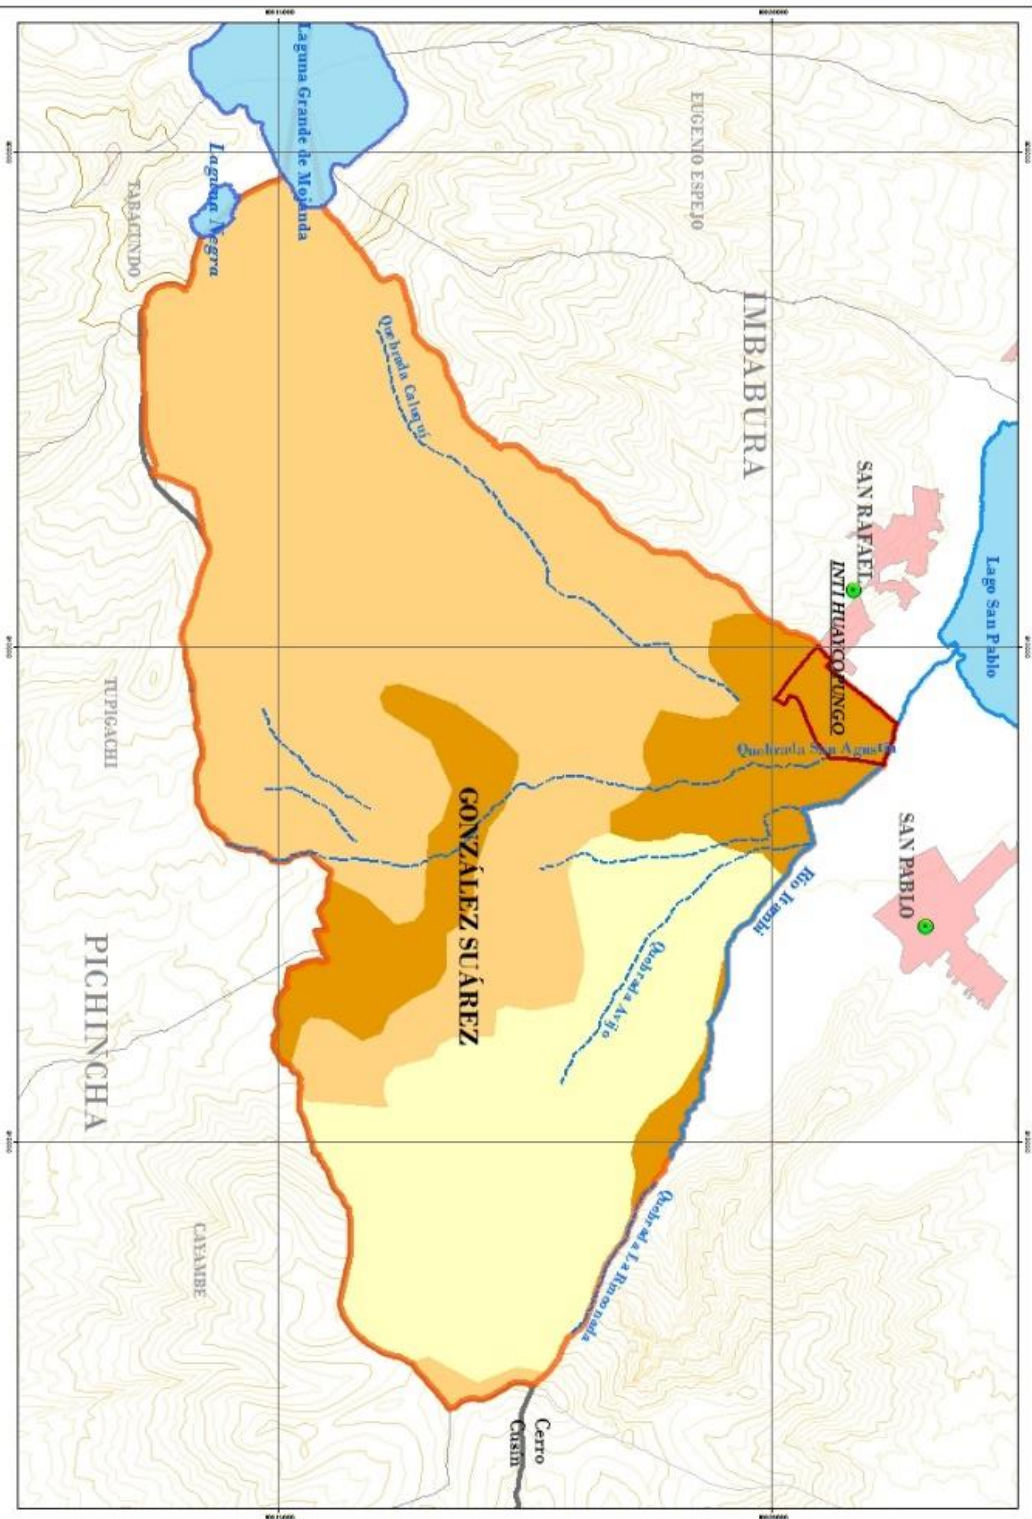 Laguna Grande de Mojanda
Laguna Negra
TABACUNDO
EUGENIO ESPEJO
IMBABURA
Quebrada Caluquí
SAN RAFAEL
INTI HUAYCOPUNGO
Lago San Pablo
Quebrada San Agustín
TUPIGACHI
GONZÁLEZ SUÁREZ
SAN PABLO
Río Itambi
Quebrada Avijo
PICHINCHA
Quebrada La Rinconada
CAYAMBE
Cerro
Cusín